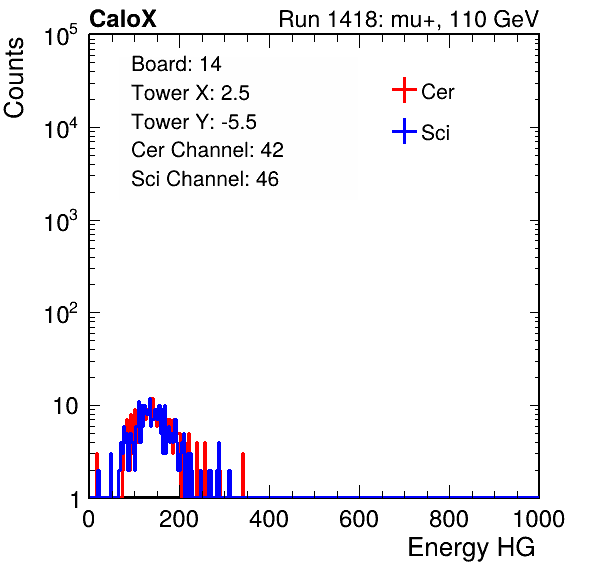 CaloX Run 1418: mu+, 110 GeV
Counts
10^5
10^4
10^3
10^2
10
1
Board: 14
Tower X: 2.5
Tower Y: -5.5
Cer Channel: 42
Sci Channel: 46
Cer
Sci
0 200 400 600 800 1000
Energy HG